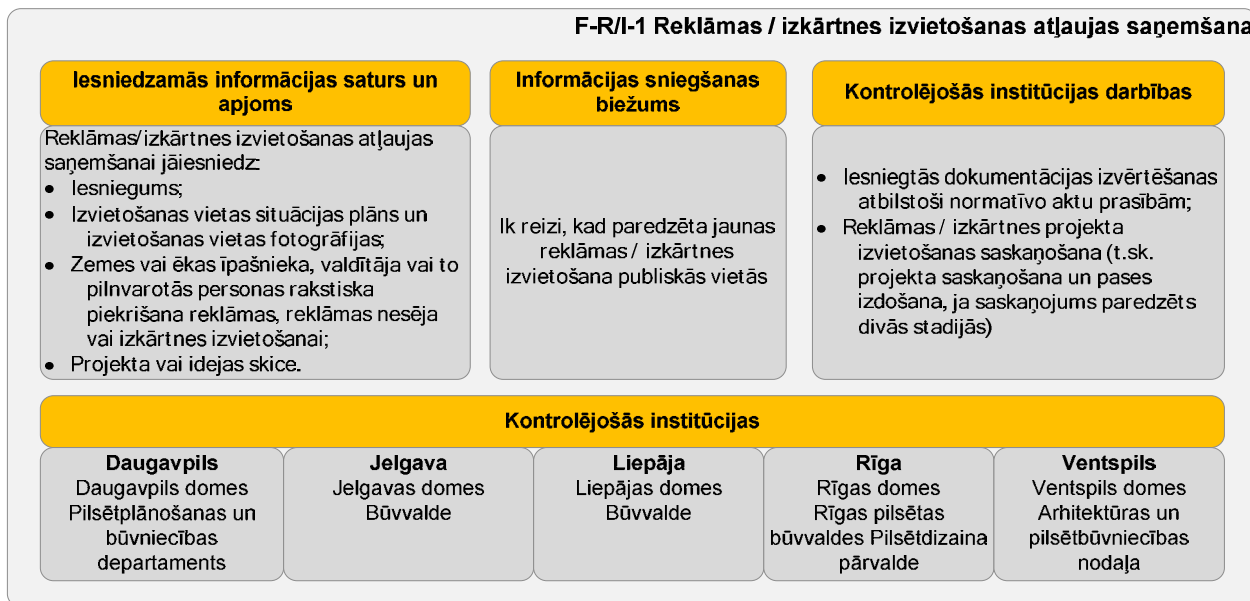 F-R/I-1 Reklāmas / izkārtnes izvietošanas atļaujas saņemšana
Iesniedzamās informācijas saturs un
apjoms
Reklāmas/izkārtnes izvietošanas atļaujas
saņemšanai jāiesniedz:
• Iesniegums;
• Izvietošanas vietas situācijas plāns un
izvietošanas vietas fotogrāfijas;
• Zemes vai ēkas īpašnieka, valdītāja vai to
pilnvarotās personas rakstiska
piekrišana reklāmas, reklāmas nesēja
vai izkārtnes izvietošanai;
• Projekta vai idejas skice.
Informācijas sniegšanas
biežums
Ik reizi, kad paredzēta jaunas
reklāmas / izkārtnes
izvietošana publiskās vietās
Kontrolējošās institūcijas darbības
• Iesniegtās dokumentācijas izvērtēšanas
atbilstoši normatīvo aktu prasībām;
• Reklāmas / izkārtnes projekta
izvietošanas saskaņošana (t.sk.
projekta saskaņošana un pases
izdošana, ja saskaņojums paredzēts
divās stadijās)
Kontrolējošās institūcijas
Daugavpils
Daugavpils domes
Pilsētplānošanas un
būvniecības
departaments
Jelgava
Jelgavas domes
Būvvalde
Liepāja
Liepājas domes
Būvvalde
Rīga
Rīgas domes
Rīgas pilsētas
būvvaldes Pilsētdizaina
pārvalde
Ventspils
Ventspils domes
Arhitektūras un
pilsētbūvniecības
nodaļa